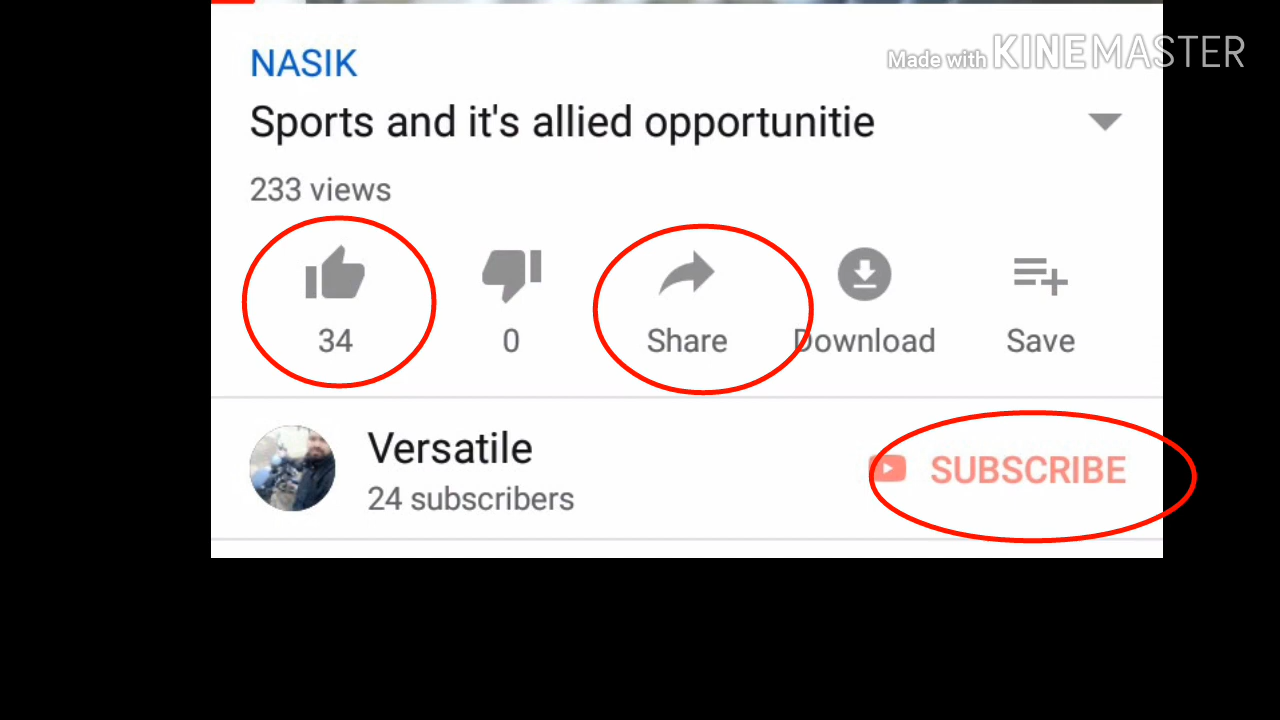 Made with KINEMASTER
NASIK
Sports and it's allied opportunitie
233 views
34 0 Share Download Save
Versatile
24 subscribers
SUBSCRIBE